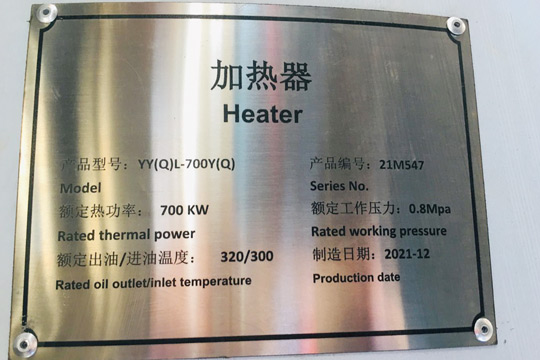 加热器
Heater
产品型号：YY(Q)L-700Y(Q) 产品编号：21M547
Model Series No.
额定热功率： 700 KW 额定工作压力：0.8Mpa
Rated thermal power Rated working pressure
额定出油/进油温度： 320/300 制造日期：2021-12
Rated oil outlet/inlet temperature Production date